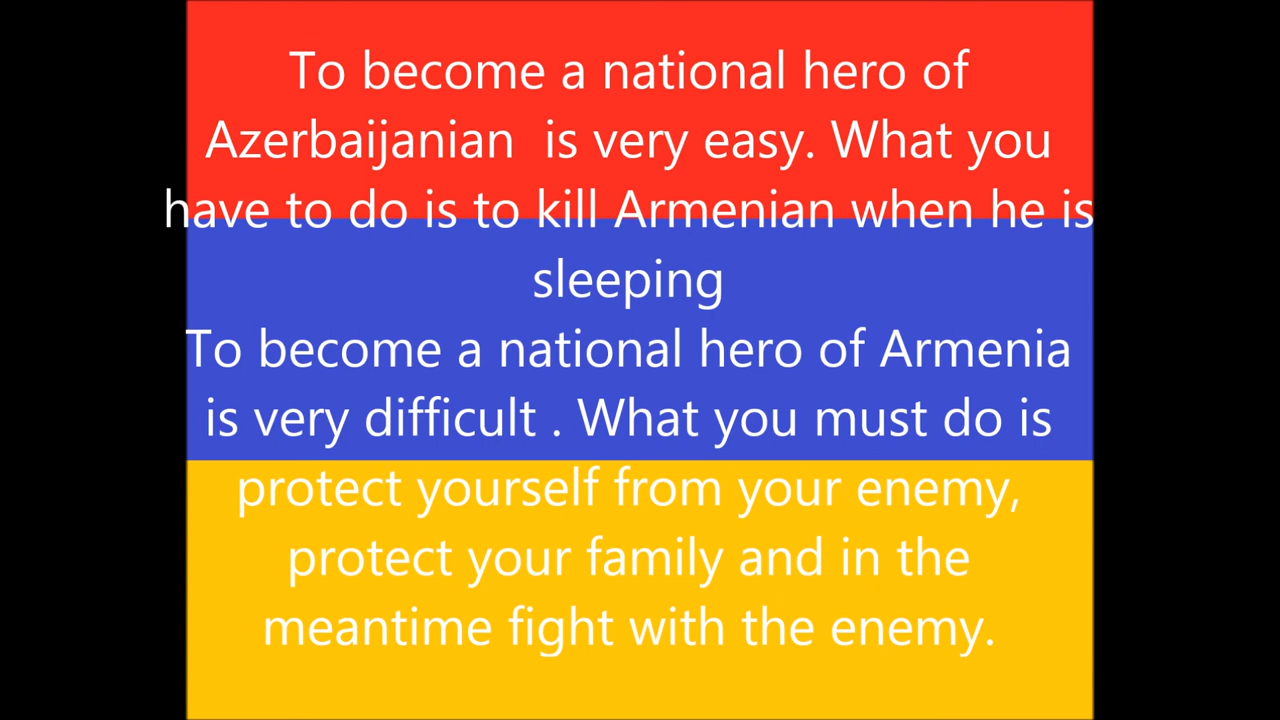 To become a national hero of
Azerbaijanian is very easy. What you
have to do is to kill Armenian when he is
sleeping
To become a national hero of Armenia
is very difficult . What you must do is
protect yourself from your enemy,
protect your family and in the
meantime fight with the enemy.